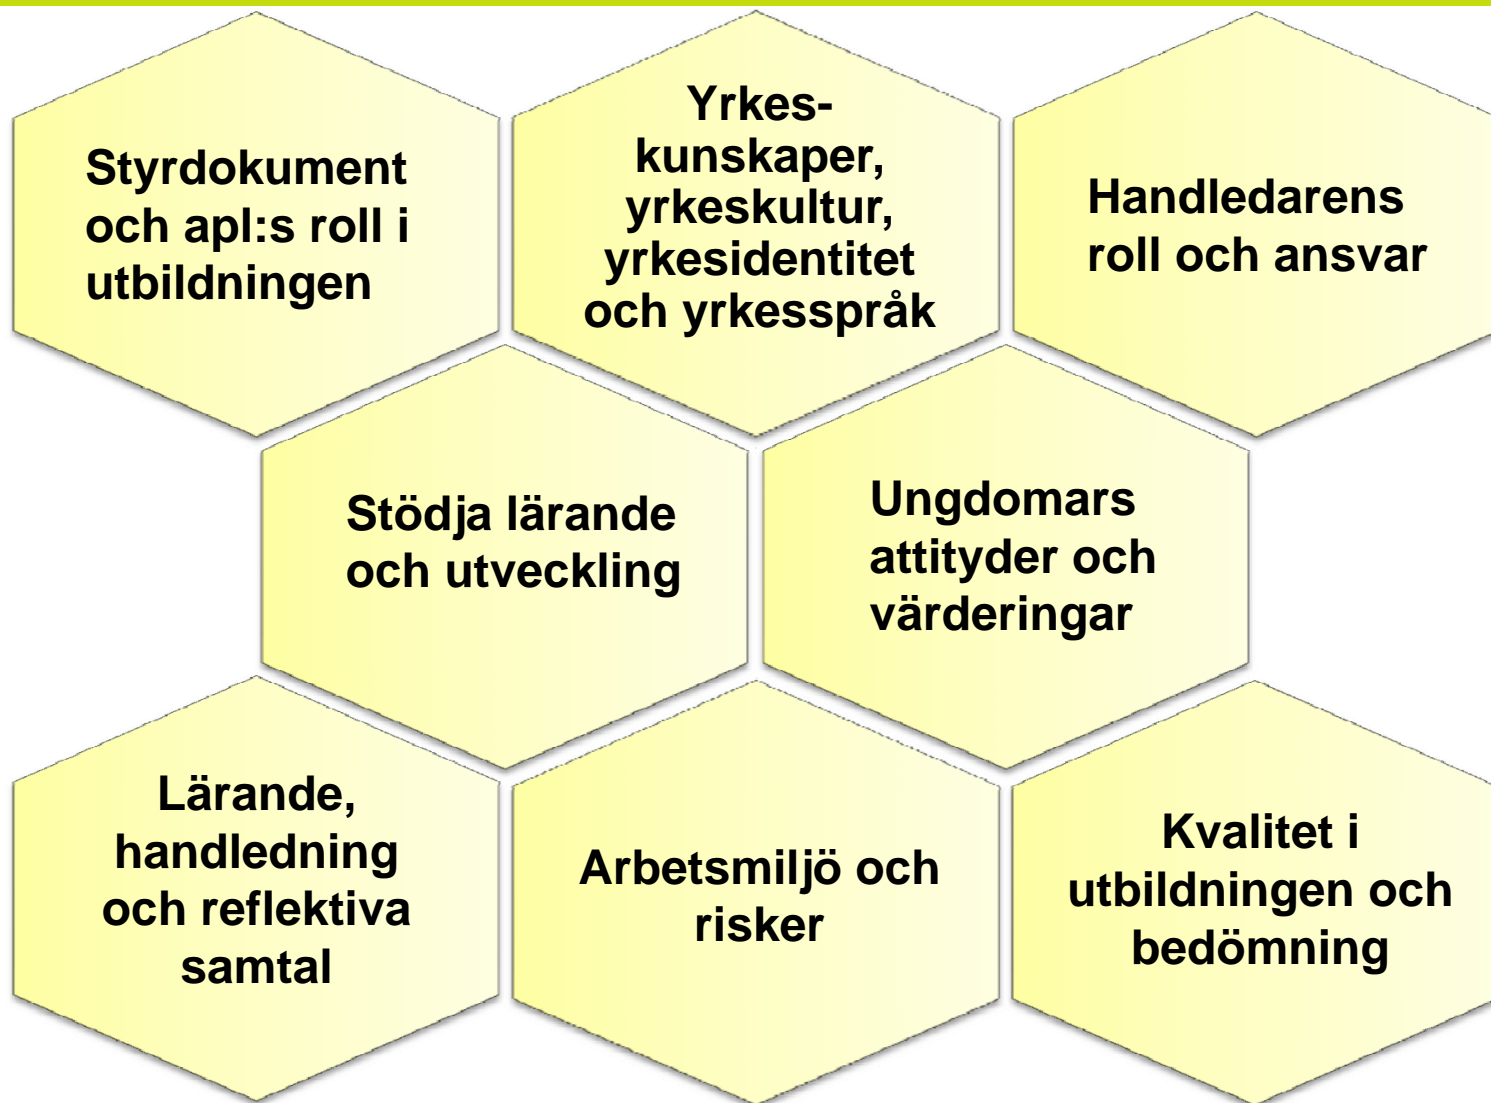 Styrdokument
och apl:s roll i
utbildningen
Yrkes-
kunskaper,
yrkeskultur,
yrkesidentitet
och yrkesspråk
Handledarens
roll och ansvar
Stödja lärande
och utveckling
Ungdomars
attityder och
värderingar
Lärande,
handledning
och reflektiva
samtal
Arbetsmiljö och
risker
Kvalitet i
utbildningen och
bedömning